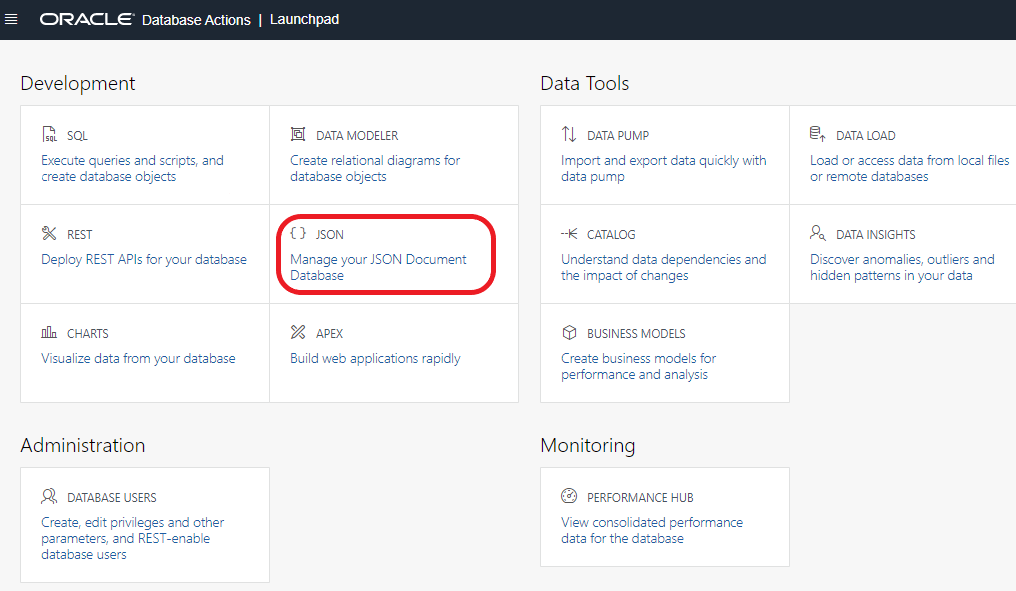 ORACLE Database Actions | Launchpad
Development
SQL
Execute queries and scripts, and
create database objects
DATA MODELER
Create relational diagrams for
database objects
REST
Deploy REST APIs for your database
{ } JSON
Manage your JSON Document
Database
CHARTS
Visualize data from your database
APEX
Build web applications rapidly
Data Tools
DATA PUMP
Import and export data quickly with
data pump
DATA LOAD
Load or access data from local files
or remote databases
CATALOG
Understand data dependencies and
the impact of changes
DATA INSIGHTS
Discover anomalies, outliers and
hidden patterns in your data
BUSINESS MODELS
Create business models for
performance and analysis
Administration
DATABASE USERS
Create, edit privileges and other
parameters, and REST-enable
database users
Monitoring
PERFORMANCE HUB
View consolidated performance
data for the database